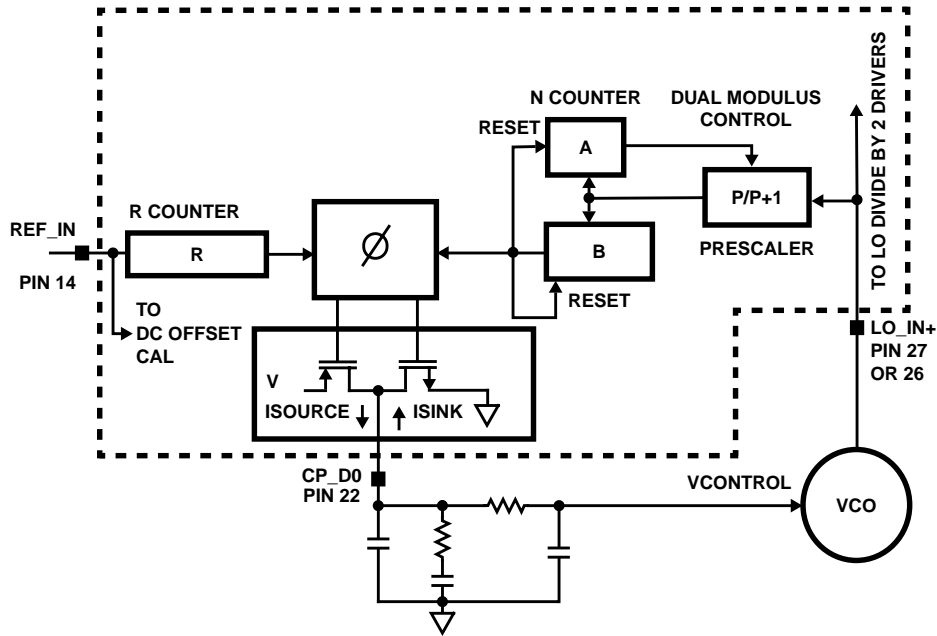 N COUNTER
DUAL MODULUS
CONTROL
RESET
A
P/P+1
PRESCALER
TO LO DIVIDE BY 2 DRIVERS
R COUNTER
REF_IN
R
PIN 14
Ø
B
RESET
TO
DC OFFSET
CAL
LO_IN+
PIN 27
OR 26
V
ISOURCE
ISINK
CP_D0
PIN 22
VCONTROL
VCO